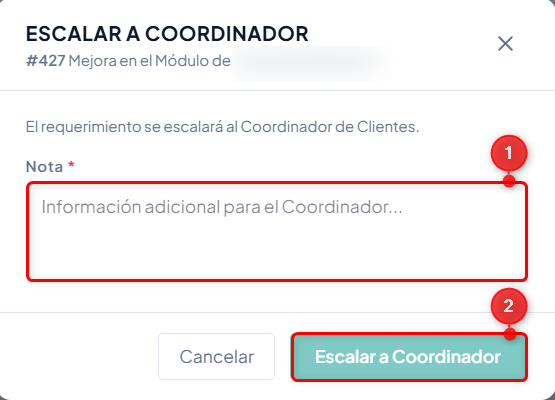 ESCALAR A COORDINADOR
#427 Mejora en el Módulo de
El requerimiento se escalará al Coordinador de Clientes.
Nota *
1
Información adicional para el Coordinador...
2
Cancelar
Escalar a Coordinador